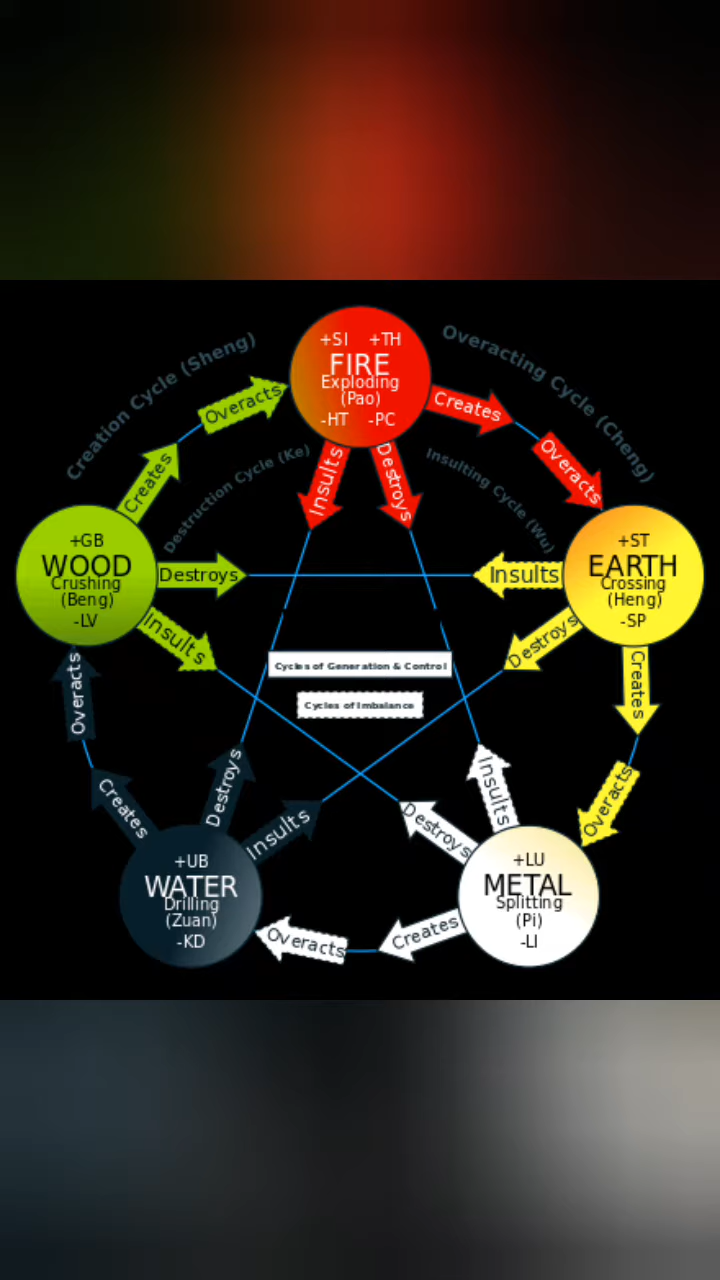 Creation Cycle (Sheng)
Overacting Cycle (Cheng)
Destruction Cycle (Ke)
Insulting Cycle (Wu)
+SI +TH
FIRE
Exploding
(Pao)
-HT -PC
Overacts
Creates
Creates
Overacts
Insults
Destroys
+GB
WOOD
Crushing
(Beng)
-LV
Destroys
Insults
Insults
Destroys
+ST
EARTH
Crossing
(Heng)
-SP
Creates
Overacts
Cycles of Generation & Control
Cycles of Imbalance
Overacts
Creates
Destroys
Insults
Destroys
Insults
+UB
WATER
Drilling
(Zuan)
-KD
+LU
METAL
Splitting
(Pi)
-LI
Overacts
Creates